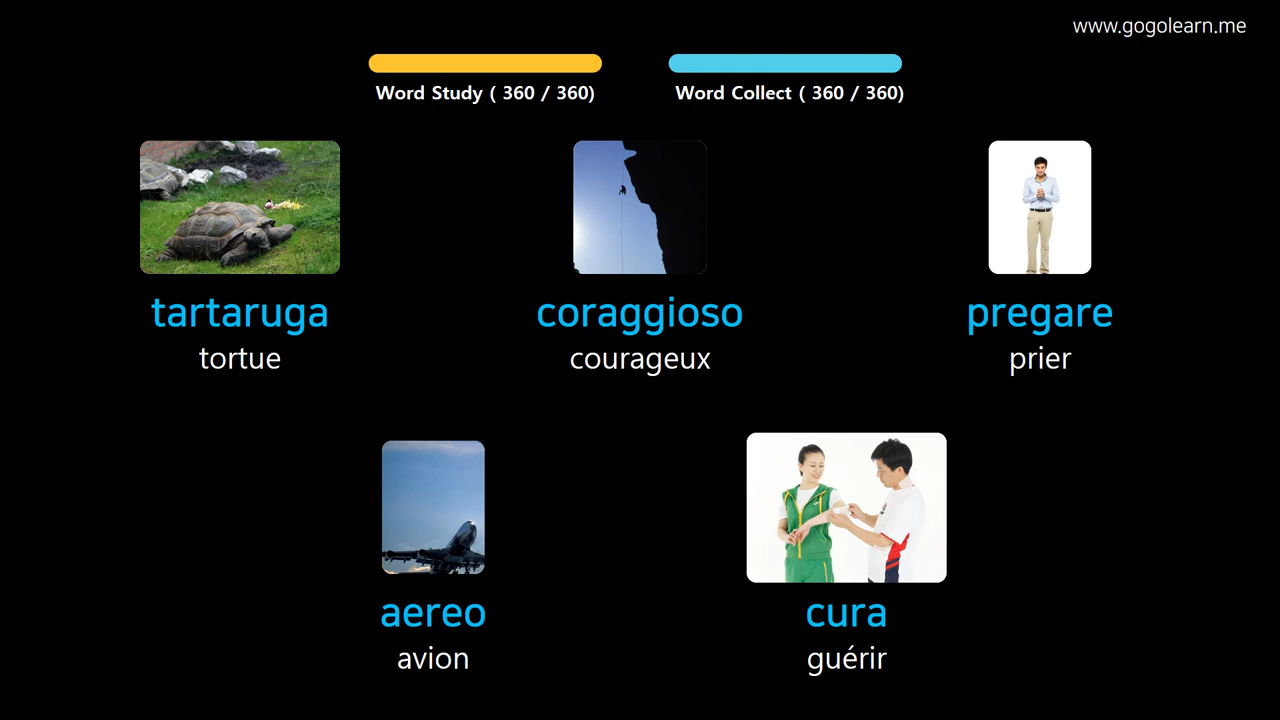 www.gogolearn.me
Word Study ( 360 / 360)
Word Collect ( 360 / 360)
tartaruga
tortue
coraggioso
courageux
pregare
prier
aereo
avion
cura
guérir